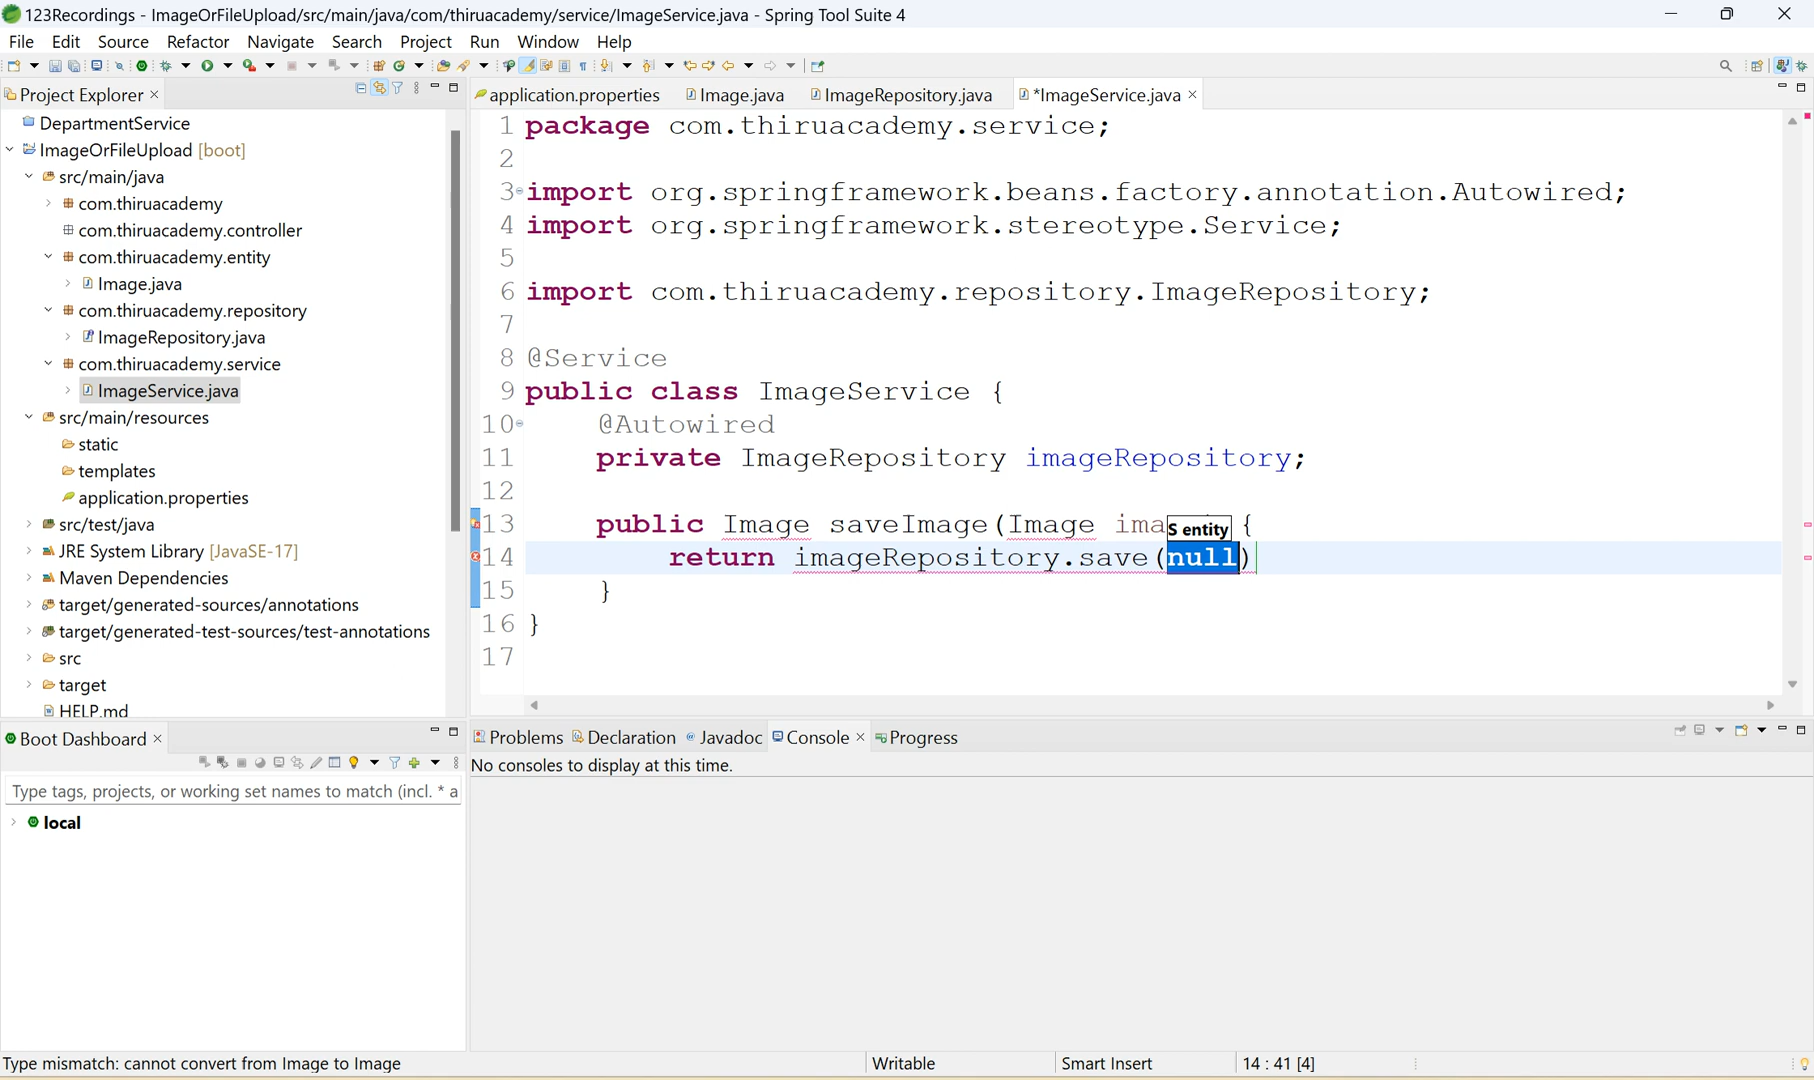 123Recordings - ImageOrFileUpload/src/main/java/com/thiruacademy/service/ImageService.java - Spring Tool Suite 4
File Edit Source Refactor Navigate Search Project Run Window Help
Project Explorer
DepartmentService
ImageOrFileUpload [boot]
src/main/java
com.thiruacademy
com.thiruacademy.controller
com.thiruacademy.entity
Image.java
com.thiruacademy.repository
ImageRepository.java
com.thiruacademy.service
ImageService.java
src/main/resources
static
templates
application.properties
src/test/java
JRE System Library [JavaSE-17]
Maven Dependencies
target/generated-sources/annotations
target/generated-test-sources/test-annotations
src
target
HELP.md
application.properties Image.java ImageRepository.java *ImageService.java
1 package com.thiruacademy.service;
2
3 import org.springframework.beans.factory.annotation.Autowired;
4 import org.springframework.stereotype.Service;
5
6 import com.thiruacademy.repository.ImageRepository;
7
8 @Service
9 public class ImageService {
10 @Autowired
11 private ImageRepository imageRepository;
12
13 public Image saveImage(Image ima {
S entity
14 return imageRepository.save(null)
15 }
16 }
17
Boot Dashboard
Type tags, projects, or working set names to match (incl. * a
local
Problems Declaration Javadoc Console Progress
No consoles to display at this time.
Type mismatch: cannot convert from Image to Image Writable Smart Insert 14 : 41 [4]